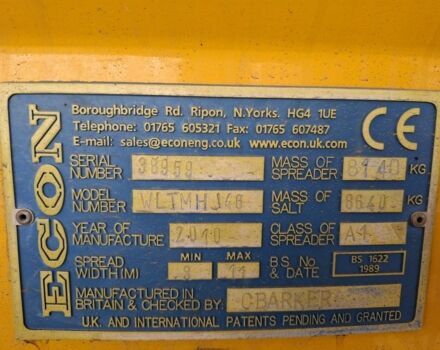 ECON
Boroughbridge Rd. Ripon, N.Yorks. HG4 1UE
Telephone: 01765 605321 Fax: 01765 607487
E-mail: sales@econeng.co.uk www.econ.uk.com
CE
SERIAL NUMBER 38959 MASS OF SPREADER 8140 KG
MODEL NUMBER WLTMHJ46 MASS OF SALT 8640 KG
YEAR OF MANUFACTURE 2010 CLASS OF SPREADER A1
MIN MAX
SPREAD WIDTH(M) 3 11 B.S. No & DATE BS 1622 1989
MANUFACTURED IN BRITAIN & CHECKED BY: C BARKER
U.K. AND INTERNATIONAL PATENTS PENDING AND GRANTED